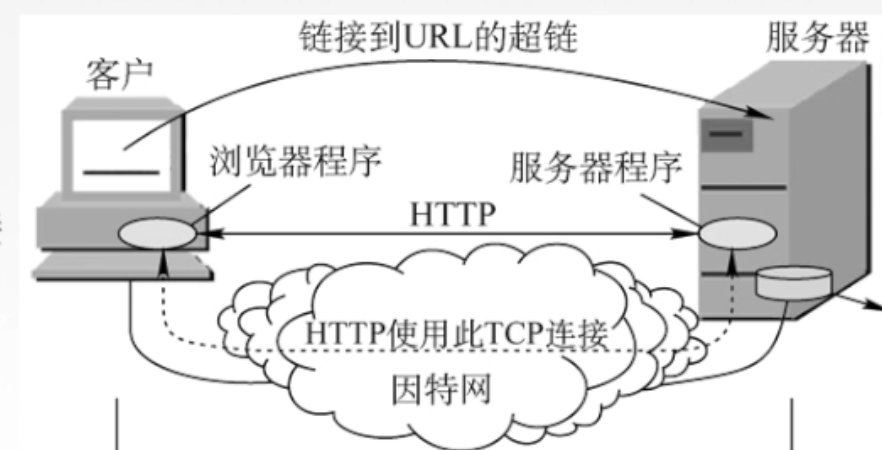 链接到URL的超链
服务器
客户
浏览器程序
服务器程序
HTTP
HTTP使用此TCP连接
因特网